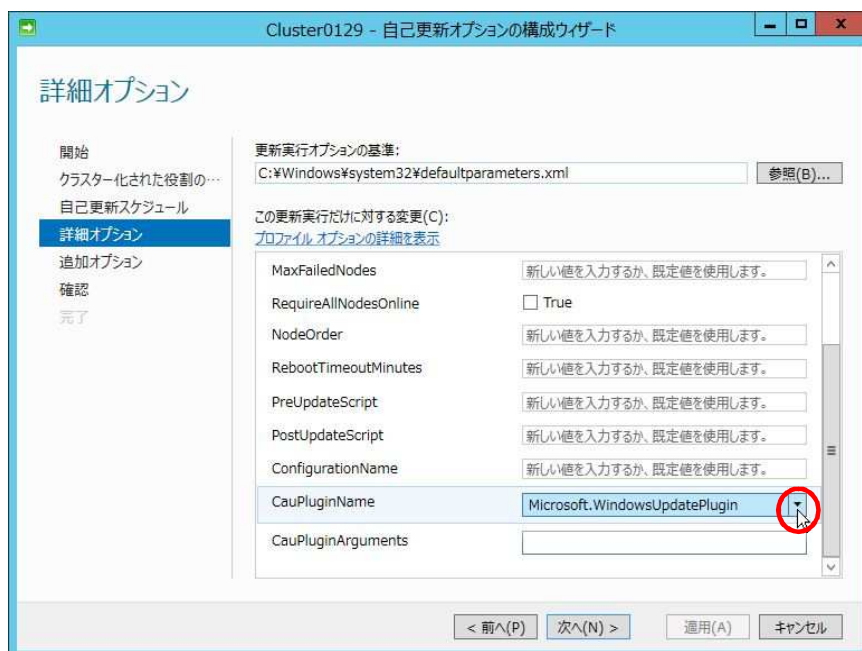 Cluster0129 - 自己更新オプションの構成ウィザード
詳細オプション
開始
クラスター化された役割の…
自己更新スケジュール
詳細オプション
追加オプション
確認
完了
更新実行オプションの基準:
C:¥Windows¥system32¥defaultparameters.xml
参照(B)...
この更新実行だけに対する変更(C):
プロファイル オプションの詳細を表示
MaxFailedNodes 新しい値を入力するか、既定値を使用します。
RequireAllNodesOnline True
NodeOrder 新しい値を入力するか、既定値を使用します。
RebootTimeoutMinutes 新しい値を入力するか、既定値を使用します。
PreUpdateScript 新しい値を入力するか、既定値を使用します。
PostUpdateScript 新しい値を入力するか、既定値を使用します。
ConfigurationName 新しい値を入力するか、既定値を使用します。
CauPluginName Microsoft.WindowsUpdatePlugin
CauPluginArguments
< 前へ(P) 次へ(N) > 適用(A) キャンセル